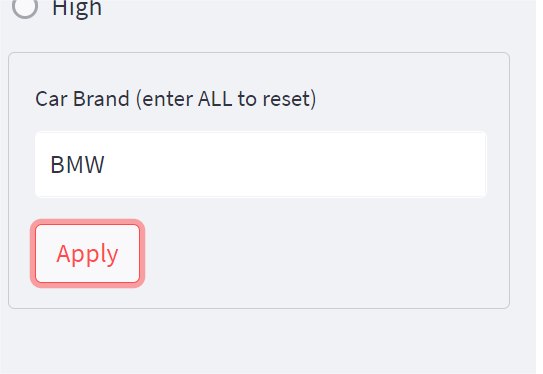 High
Car Brand (enter ALL to reset)
BMW
Apply